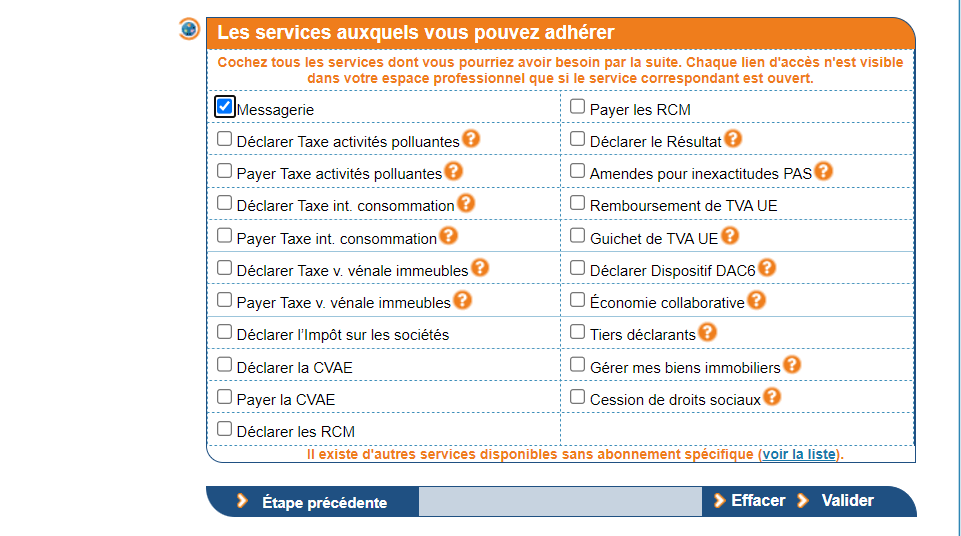 Les services auxquels vous pouvez adhérer
Cochez tous les services dont vous pourriez avoir besoin par la suite. Chaque lien d'accès n'est visible
dans votre espace professionnel que si le service correspondant est ouvert.
Messagerie
Payer les RCM
Déclarer Taxe activités polluantes ?
Déclarer le Résultat ?
Payer Taxe activités polluantes ?
Amendes pour inexactitudes PAS ?
Déclarer Taxe int. consommation ?
Remboursement de TVA UE
Payer Taxe int. consommation ?
Guichet de TVA UE ?
Déclarer Taxe v. vénale immeubles ?
Déclarer Dispositif DAC6 ?
Payer Taxe v. vénale immeubles ?
Économie collaborative ?
Déclarer l'Impôt sur les sociétés
Tiers déclarants ?
Déclarer la CVAE
Gérer mes biens immobiliers ?
Payer la CVAE
Cession de droits sociaux ?
Déclarer les RCM
Il existe d'autres services disponibles sans abonnement spécifique (voir la liste).
Étape précédente
Effacer
Valider